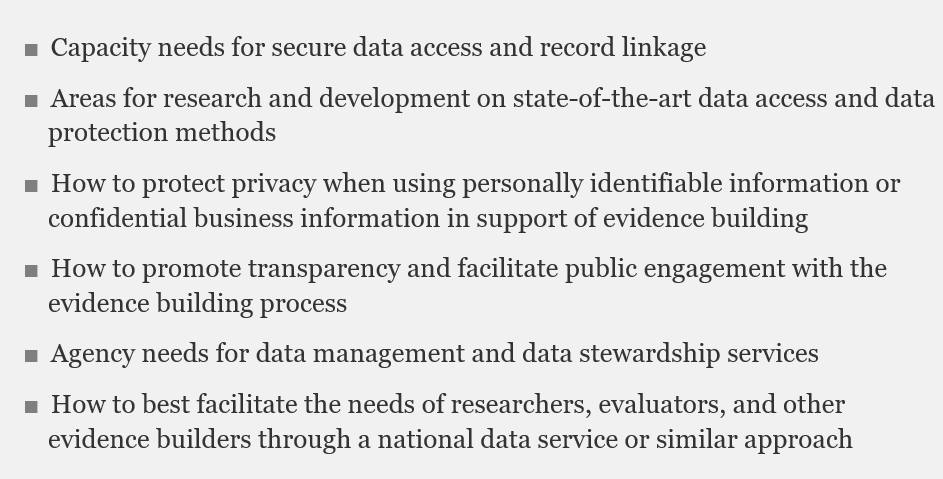 ■ Capacity needs for secure data access and record linkage
■ Areas for research and development on state-of-the-art data access and data
protection methods
■ How to protect privacy when using personally identifiable information or
confidential business information in support of evidence building
■ How to promote transparency and facilitate public engagement with the
evidence building process
■ Agency needs for data management and data stewardship services
■ How to best facilitate the needs of researchers, evaluators, and other
evidence builders through a national data service or similar approach